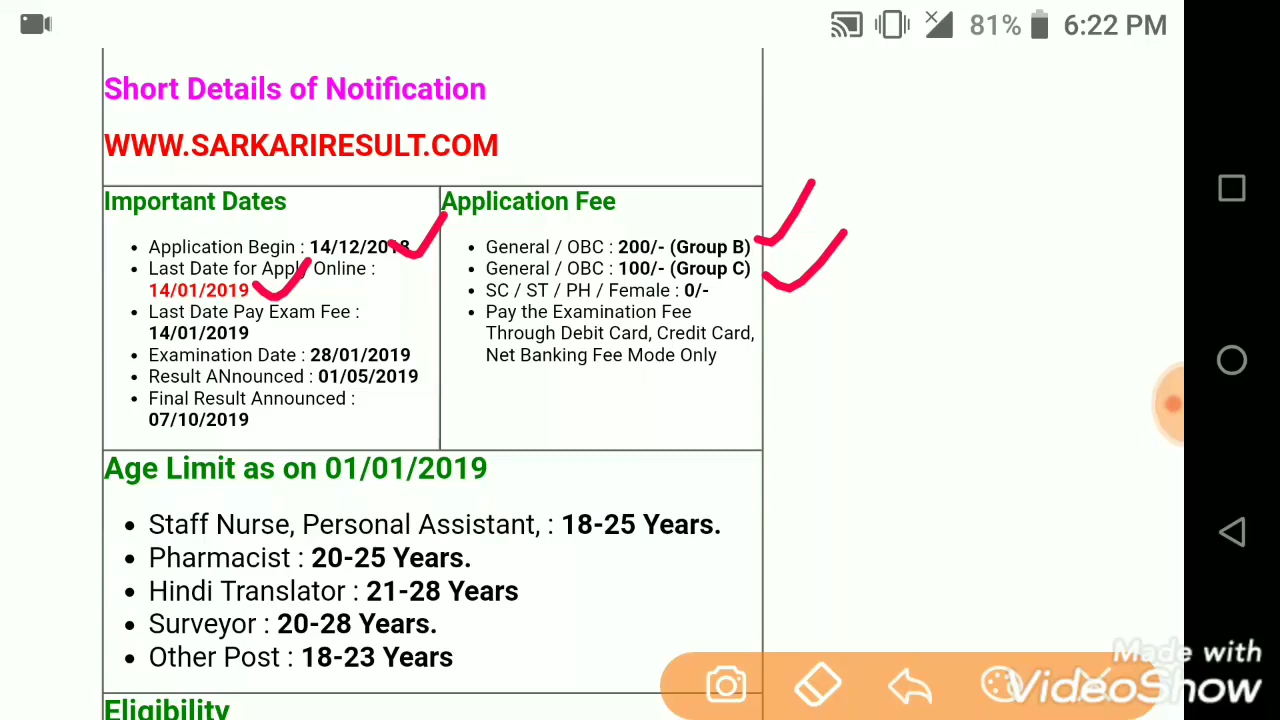 81% 6:22 PM
Short Details of Notification
WWW.SARKARIRESULT.COM
Important Dates
Application Begin : 14/12/2018
Last Date for Apply Online :
14/01/2019
Last Date Pay Exam Fee :
14/01/2019
Examination Date : 28/01/2019
Result ANnounced : 01/05/2019
Final Result Announced :
07/10/2019
Application Fee
General / OBC : 200/- (Group B)
General / OBC : 100/- (Group C)
SC / ST / PH / Female : 0/-
Pay the Examination Fee
Through Debit Card, Credit Card,
Net Banking Fee Mode Only
Age Limit as on 01/01/2019
Staff Nurse, Personal Assistant, : 18-25 Years.
Pharmacist : 20-25 Years.
Hindi Translator : 21-28 Years
Surveyor : 20-28 Years.
Other Post : 18-23 Years
Eligibility
Made with
VideoShow